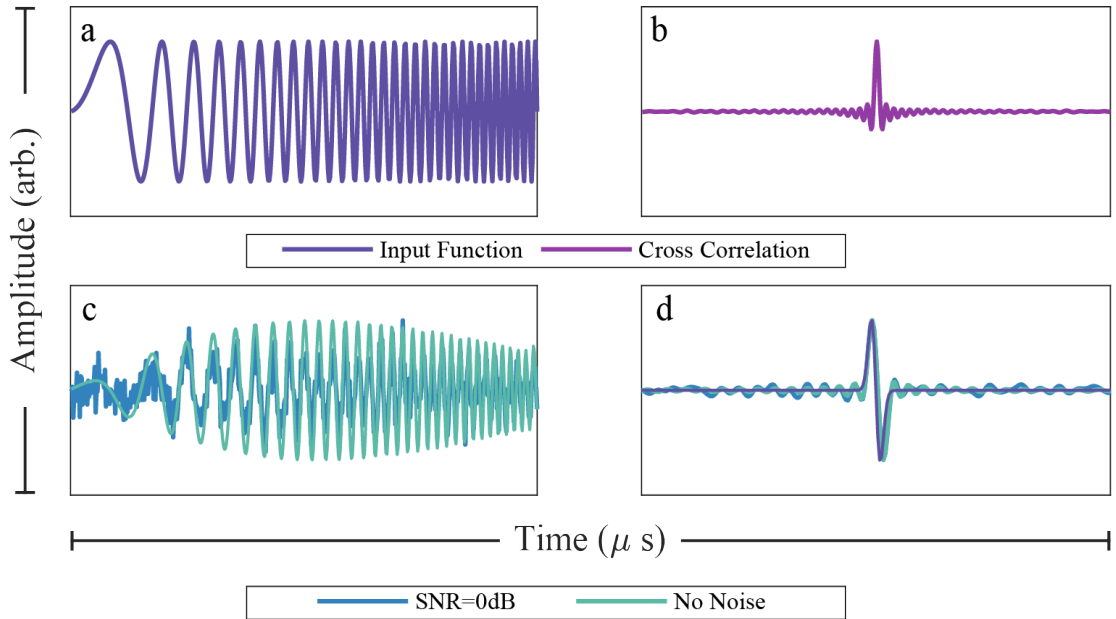 a
b
Input Function
Cross Correlation
Amplitude (arb.)
c
d
Time (μ s)
SNR=0dB
No Noise